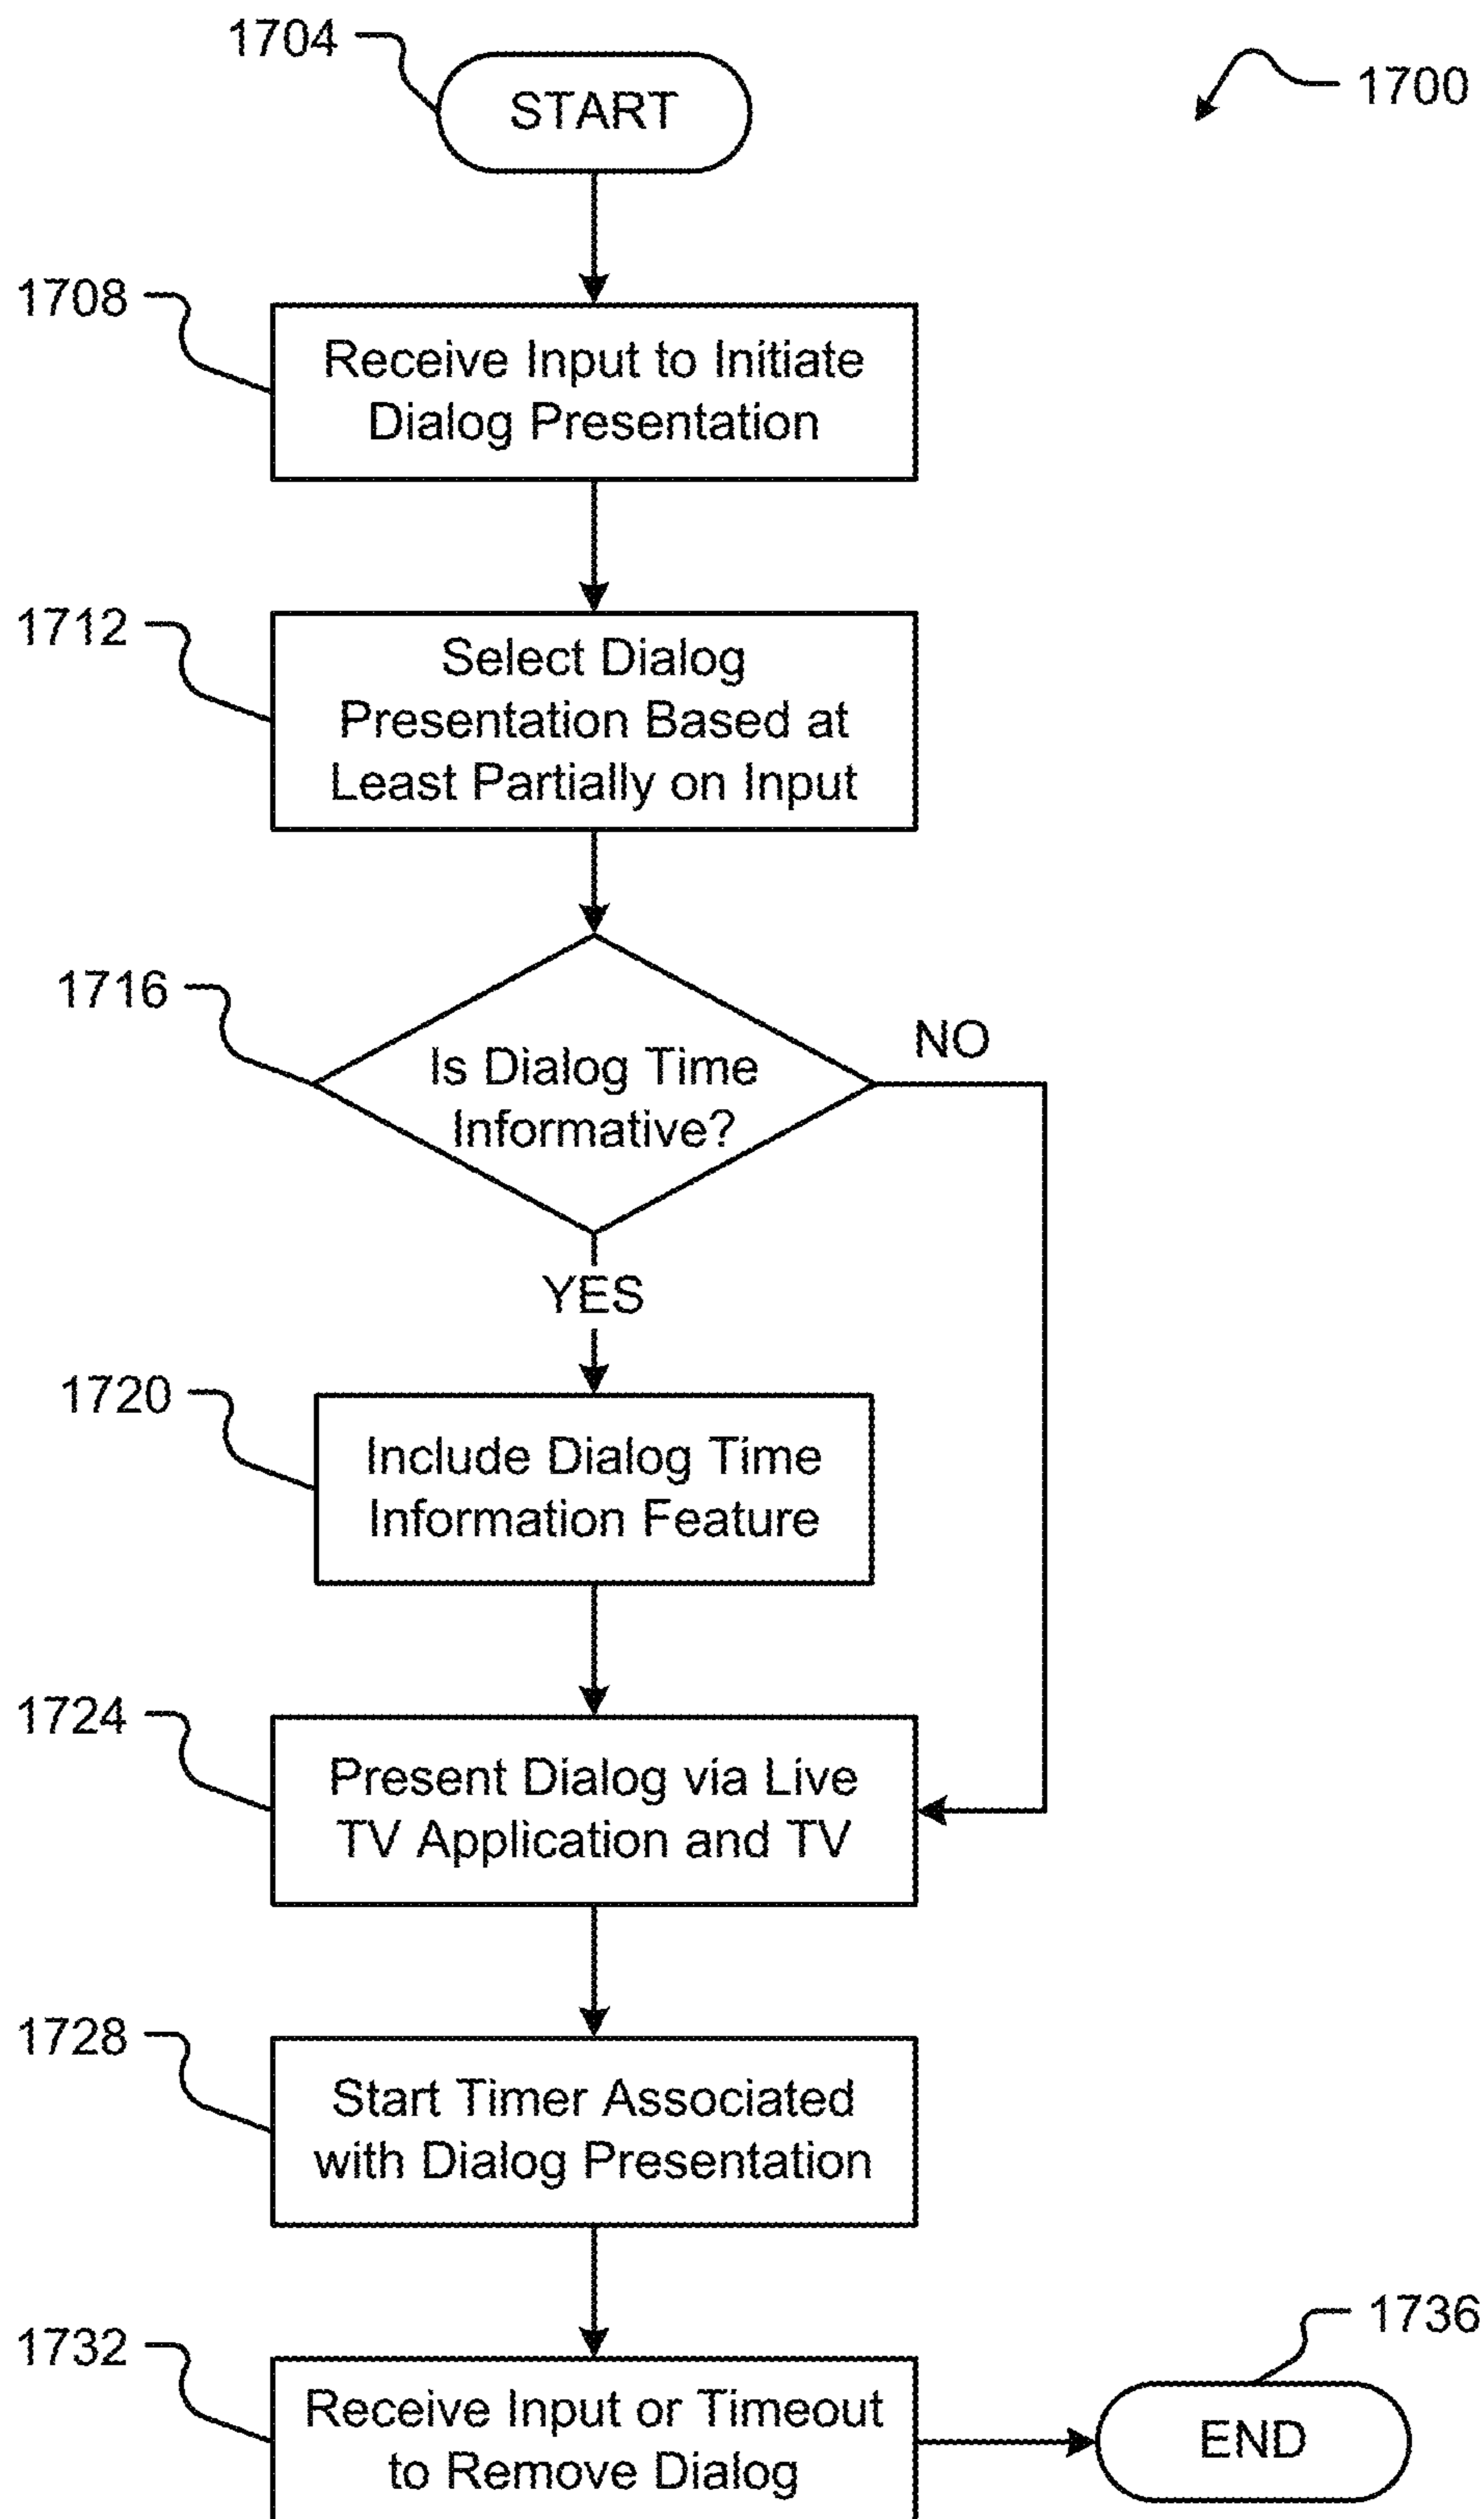 1704
START
1700
1708
Receive Input to Initiate
Dialog Presentation
1712
Select Dialog
Presentation Based at
Least Partially on Input
1716
Is Dialog Time
Informative?
NO
YES
1720
Include Dialog Time
Information Feature
1724
Present Dialog via Live
TV Application and TV
1728
Start Timer Associated
with Dialog Presentation
1732
Receive Input or Timeout
to Remove Dialog
1736
END